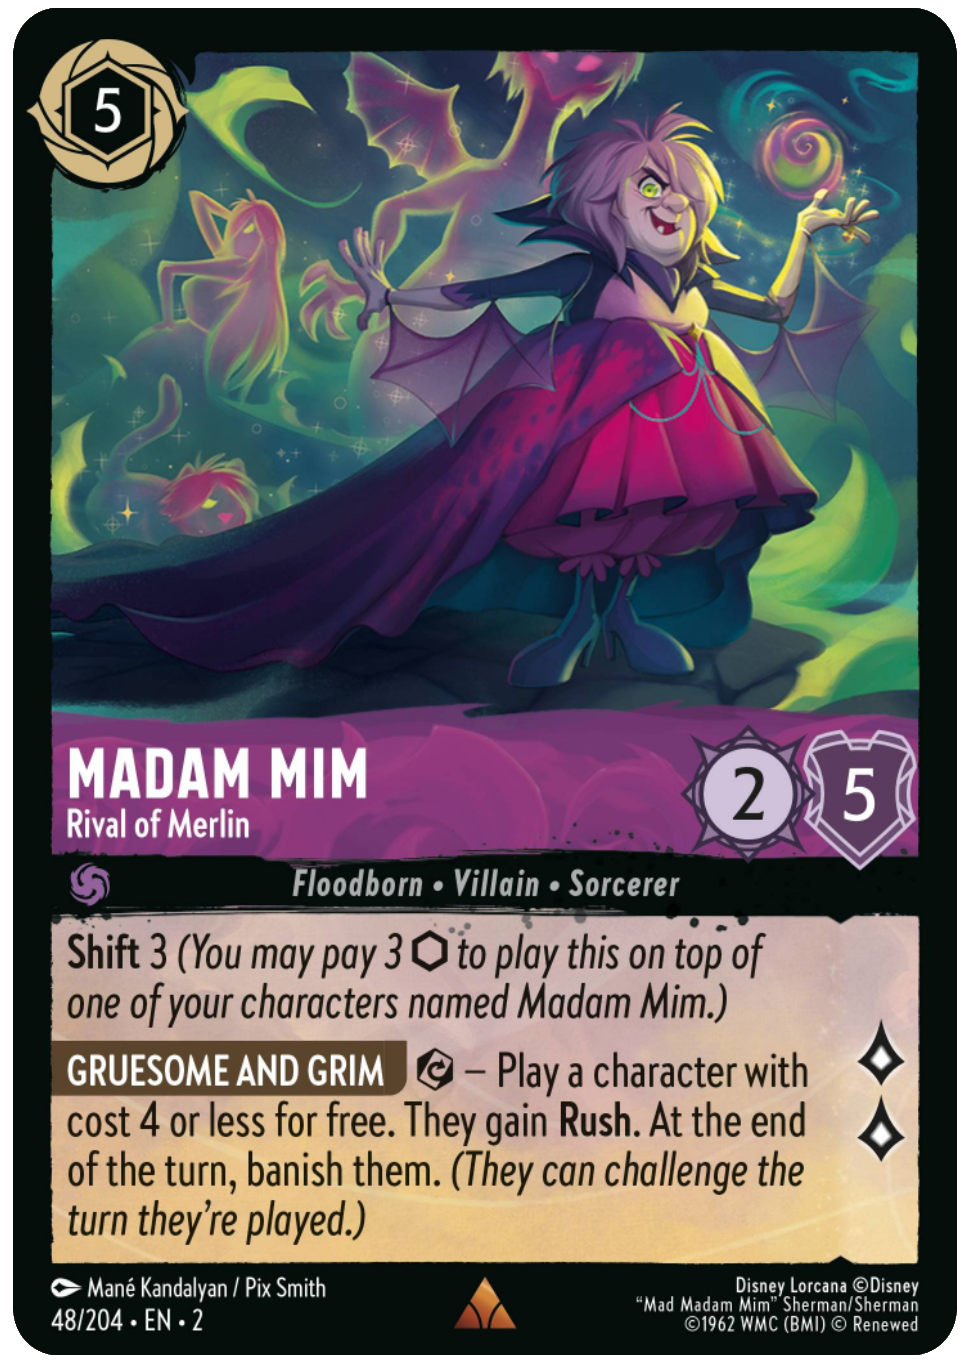 5
MADAM MIM
Rival of Merlin
2
5
Floodborn • Villain • Sorcerer
Shift 3 (You may pay 3 ⬡ to play this on top of
one of your characters named Madam Mim.)
GRUESOME AND GRIM – Play a character with
cost 4 or less for free. They gain Rush. At the end
of the turn, banish them. (They can challenge the
turn they're played.)
Mané Kandalyan / Pix Smith
48/204 • EN • 2
Disney Lorcana ©Disney
"Mad Madam Mim" Sherman/Sherman
©1962 WMC (BMI) © Renewed